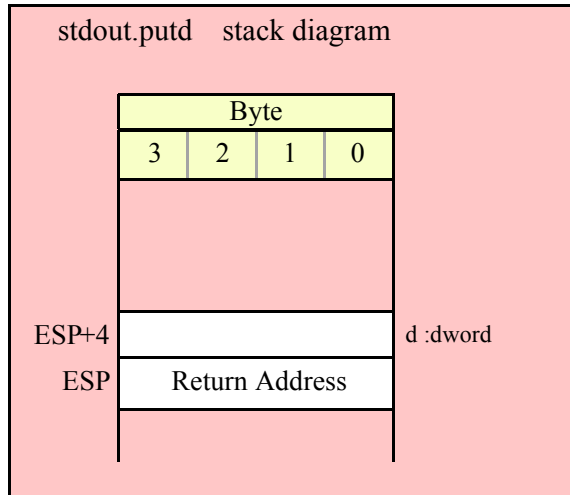 stdout.putd stack diagram
Byte
3 2 1 0
ESP+4 d :dword
ESP Return Address